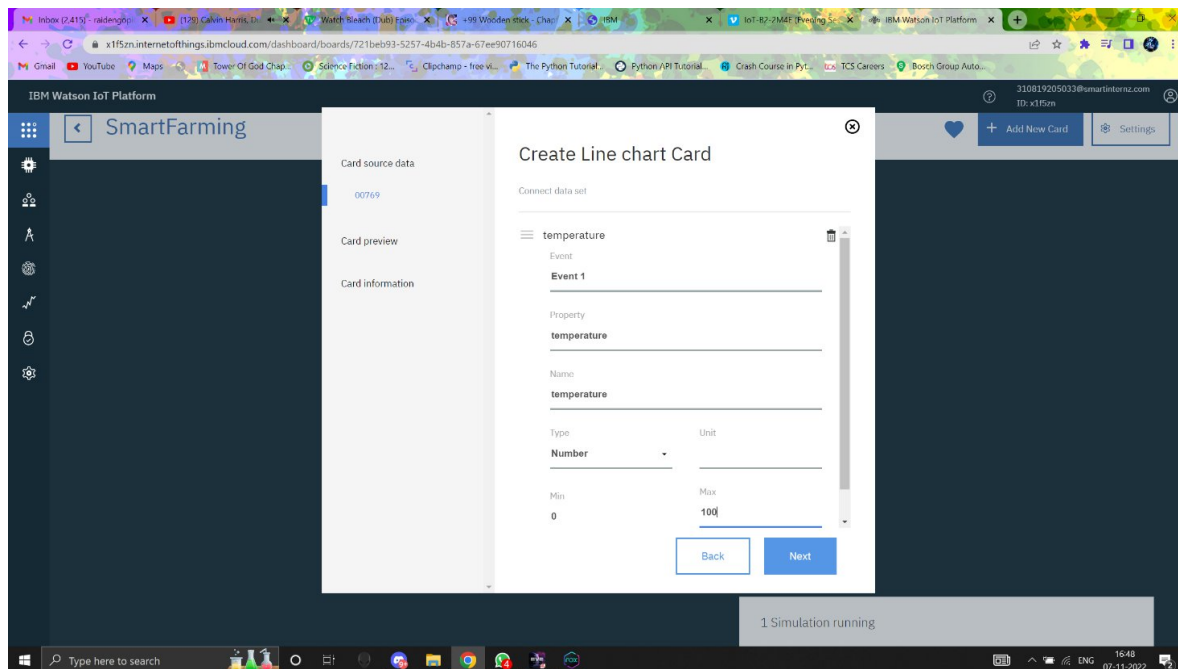 Inbox (2,415) - raidengop
(129) Calvin Harris, Du
Watch Bleach (Dub) Episo
+99 Wooden stick - Chap
IBM
IoT-B2-2M4E (Evening Se
IBM Watson IoT Platform
x1f5zn.internetofthings.ibmcloud.com/dashboard/boards/721beb93-5257-4b4b-857a-67ee90716046
Gmail
YouTube
Maps
Tower Of God Chap...
Science Fiction : 12...
Clipchamp - free vi...
The Python Tutorial...
Python API Tutorial...
Crash Course in Pyt...
TCS Careers
Bosch Group Auto...
IBM Watson IoT Platform
310819205033@smartinternz.com
ID: x1f5zn
SmartFarming
Add New Card
Settings
Card source data
00769
Card preview
Card information
Create Line chart Card
Connect data set
temperature
Event
Event 1
Property
temperature
Name
temperature
Type
Unit
Number
Min
Max
0
100
Back
Next
1 Simulation running
Type here to search
ENG
16:48
07-11-2022